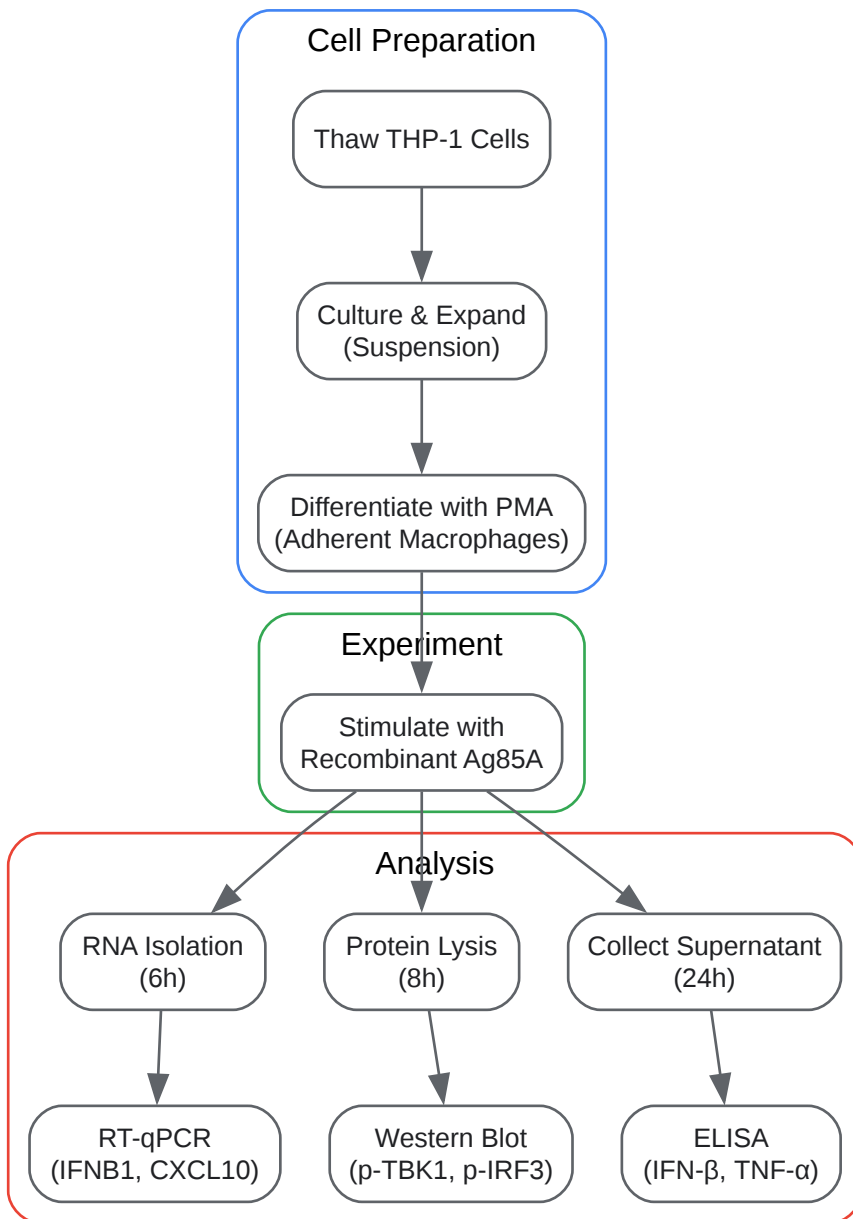 Cell Preparation
Thaw THP-1 Cells
Culture & Expand
(Suspension)
Differentiate with PMA
(Adherent Macrophages)
Experiment
Stimulate with
Recombinant Ag85A
Analysis
RNA Isolation
(6h)
Protein Lysis
(8h)
Collect Supernatant
(24h)
RT-qPCR
(IFNB1, CXCL10)
Western Blot
(p-TBK1, p-IRF3)
ELISA
(IFN-β, TNF-α)